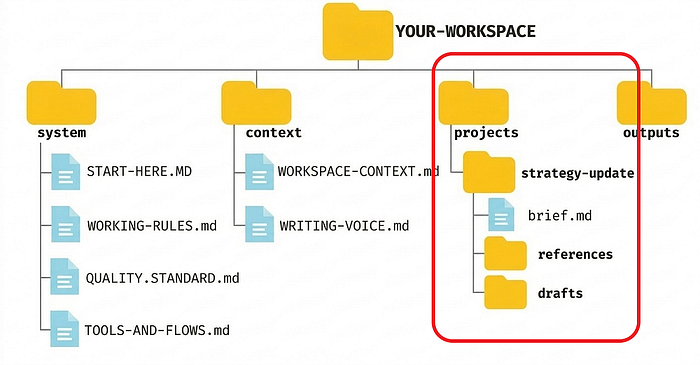 YOUR-WORKSPACE
system
context
projects
outputs
START-HERE.MD
WORKSPACE-CONTEXT.md
strategy-update
WORKING-RULES.md
WRITING-VOICE.md
brief.md
QUALITY.STANDARD.md
references
drafts
TOOLS-AND-FLOWS.md